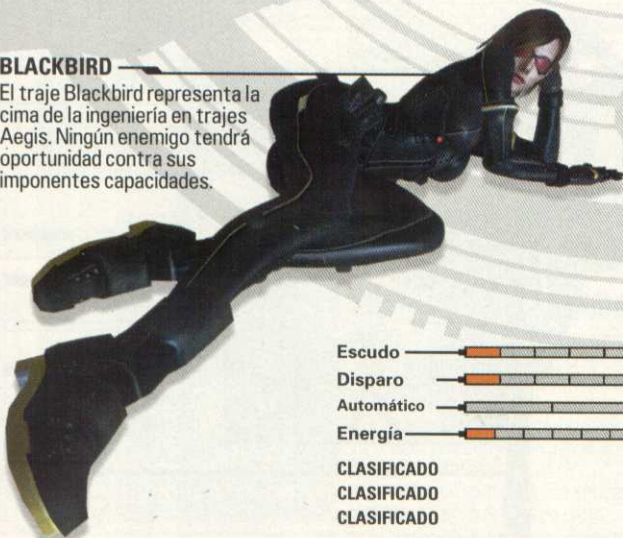 BLACKBIRD
El traje Blackbird representa la
cima de la ingeniería en trajes
Aegis. Ningún enemigo tendrá
oportunidad contra sus
imponentes capacidades.
Escudo
Disparo
Automático
Energía
CLASIFICADO
CLASIFICADO
CLASIFICADO